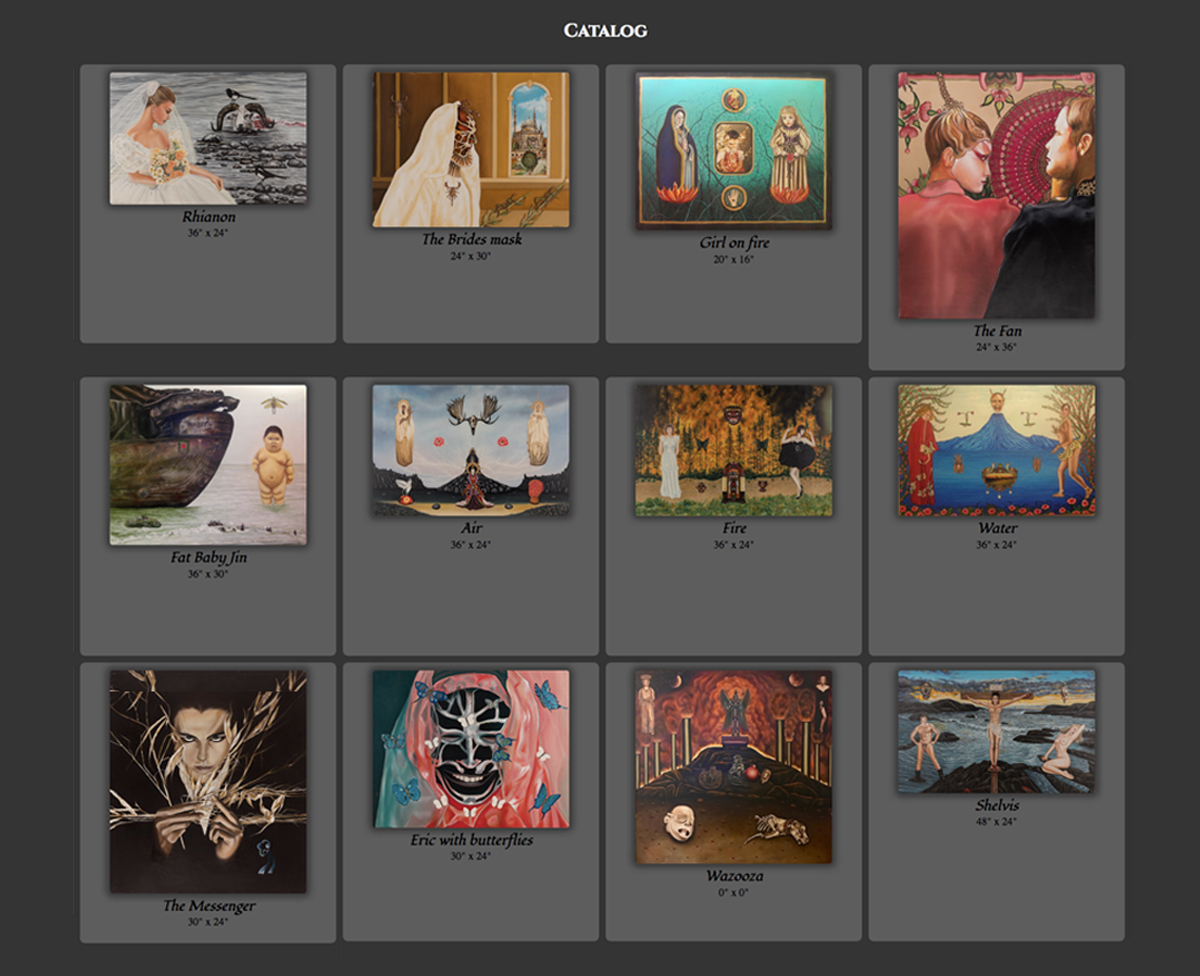 Catalog
Rhianon
36" x 24"
The Brides mask
24" x 30"
Girl on fire
20" x 16"
The Fan
24" x 36"
Fat Baby Jin
36" x 30"
Air
36" x 24"
Fire
36" x 24"
Water
36" x 24"
The Messenger
30" x 24"
Eric with butterflies
30" x 24"
Wazooza
0" x 0"
Shelvis
48" x 24"